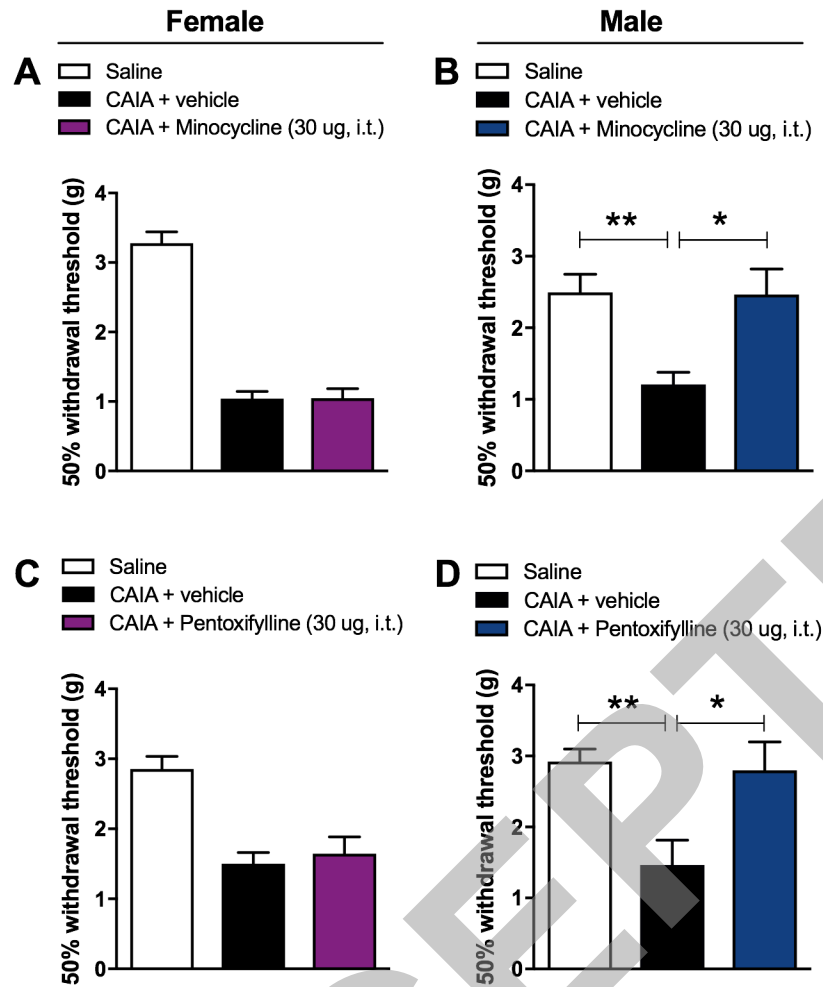 Female
Male
A
Saline
CAIA + vehicle
CAIA + Minocycline (30 ug, i.t.)
50% withdrawal threshold (g)
4
3
2
1
0
B
Saline
CAIA + vehicle
CAIA + Minocycline (30 ug, i.t.)
50% withdrawal threshold (g)
4
3
2
1
0
**
*
C
Saline
CAIA + vehicle
CAIA + Pentoxifylline (30 ug, i.t.)
50% withdrawal threshold (g)
4
3
2
1
0
D
Saline
CAIA + vehicle
CAIA + Pentoxifylline (30 ug, i.t.)
50% withdrawal threshold (g)
4
3
2
1
0
**
*